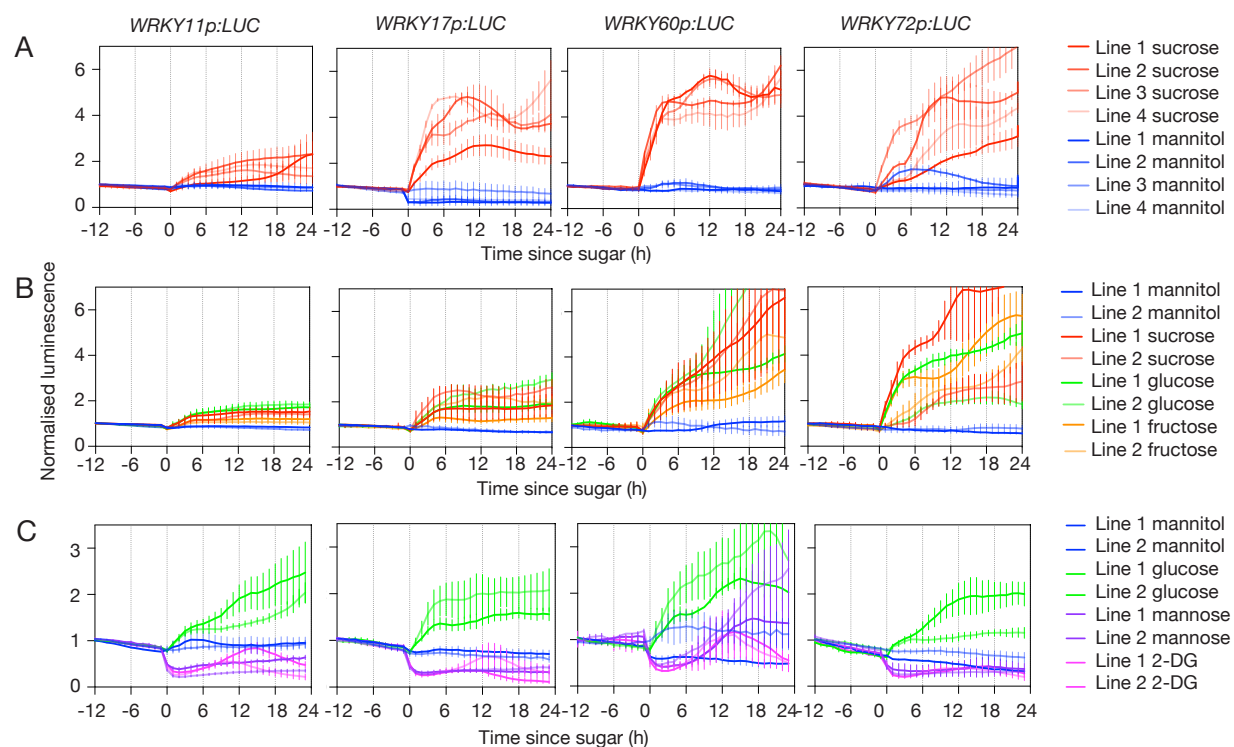 WRKY11p:LUC WRKY17p:LUC WRKY60p:LUC WRKY72p:LUC
A
6
4
2
0
-12 -6 0 6 12 18 24 -12 -6 0 6 12 18 24 -12 -6 0 6 12 18 24 -12 -6 0 6 12 18 24
Time since sugar (h)
Line 1 sucrose
Line 2 sucrose
Line 3 sucrose
Line 4 sucrose
Line 1 mannitol
Line 2 mannitol
Line 3 mannitol
Line 4 mannitol
B
Normalised luminescence
6
4
2
0
-12 -6 0 6 12 18 24 -12 -6 0 6 12 18 24 -12 -6 0 6 12 18 24 -12 -6 0 6 12 18 24
Time since sugar (h)
Line 1 mannitol
Line 2 mannitol
Line 1 sucrose
Line 2 sucrose
Line 1 glucose
Line 2 glucose
Line 1 fructose
Line 2 fructose
C
3
2
1
0
-12 -6 0 6 12 18 24 -12 -6 0 6 12 18 24 -12 -6 0 6 12 18 24 -12 -6 0 6 12 18 24
Time since sugar (h)
Line 1 mannitol
Line 2 mannitol
Line 1 glucose
Line 2 glucose
Line 1 mannose
Line 2 mannose
Line 1 2-DG
Line 2 2-DG